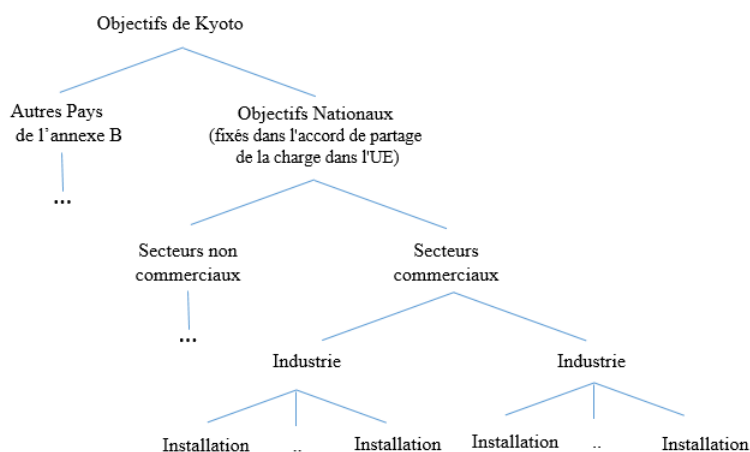 Objectifs de Kyoto
Autres Pays
de l'annexe B
...
Objectifs Nationaux
(fixés dans l'accord de partage
de la charge dans l'UE)
Secteurs non
commerciaux
...
Secteurs
commerciaux
Industrie
Industrie
Installation
..
Installation
Installation
..
Installation